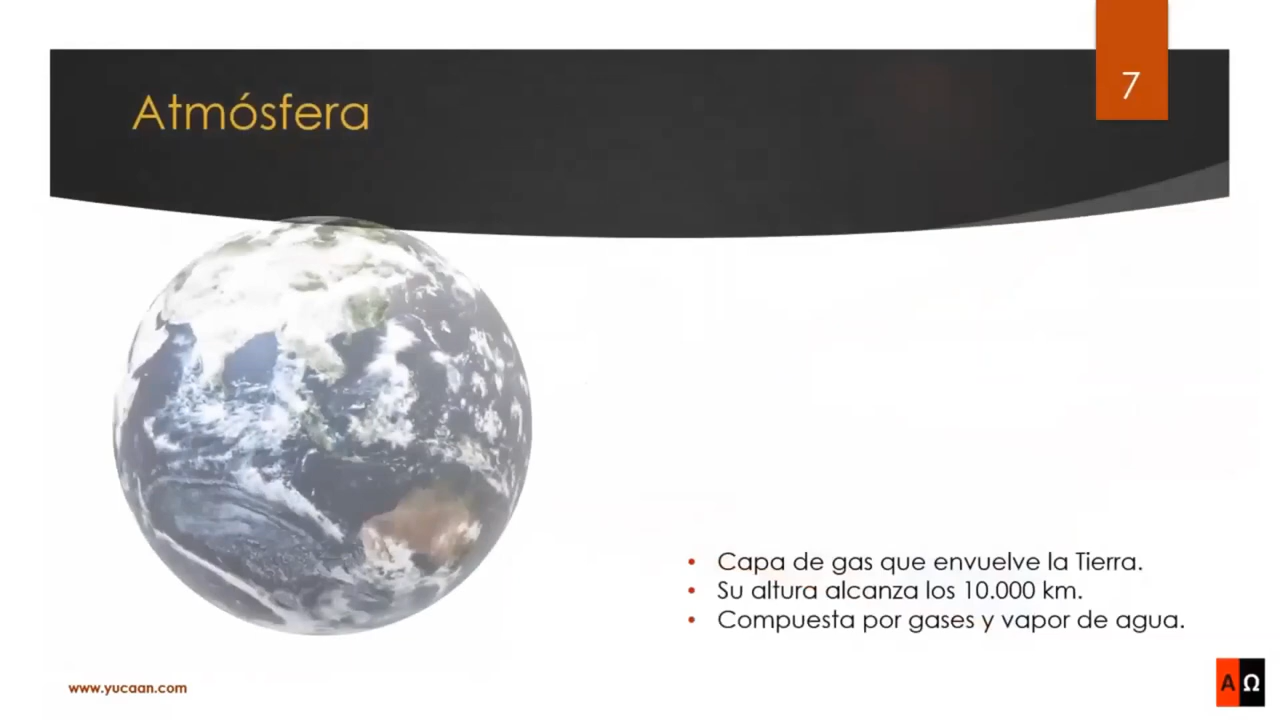 7
Atmósfera
• Capa de gas que envuelve la Tierra.
• Su altura alcanza los 10.000 km.
• Compuesta por gases y vapor de agua.
www.yucaan.com
AΩ